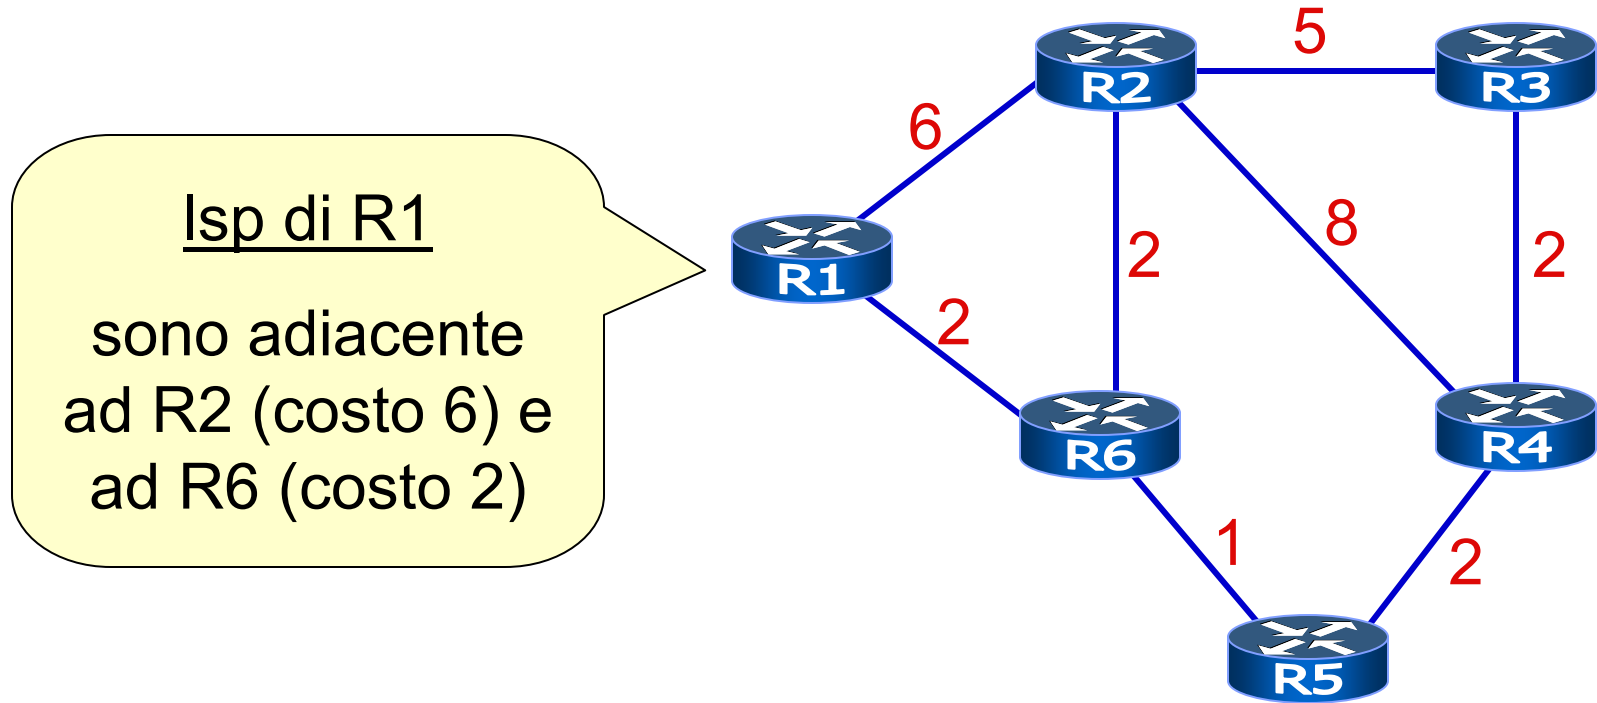 lsp di R1
sono adiacente
ad R2 (costo 6) e
ad R6 (costo 2)
5
R2
R3
6
8
2
2
R1
2
R6
R4
1
2
R5